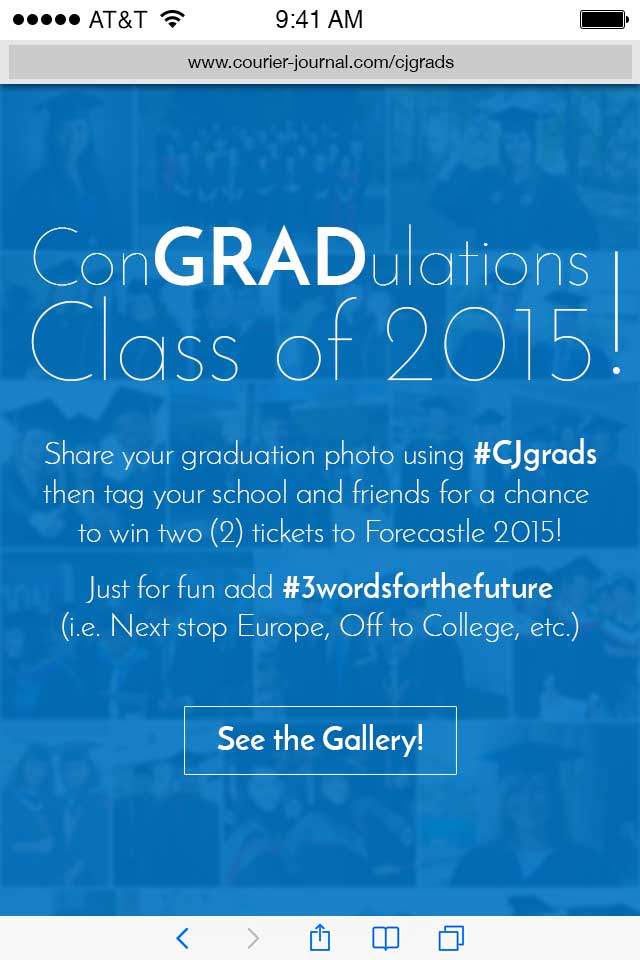 AT&T 9:41 AM
www.courier-journal.com/cjgrads
ConGRADulations
Class of 2015!
Share your graduation photo using #CJgrads
then tag your school and friends for a chance
to win two (2) tickets to Forecastle 2015!
Just for fun add #3wordsforthefuture
(i.e. Next stop Europe, Off to College, etc.)
See the Gallery!